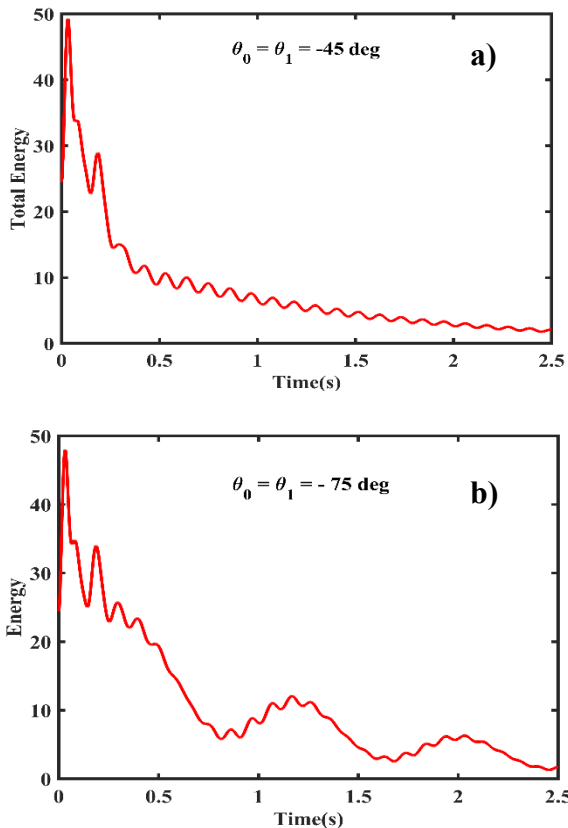 50
θ₀ = θ₁ = -45 deg
a)
40
30
20
10
0
Total Energy
0 0.5 1 1.5 2 2.5
Time(s)
50
θ₀ = θ₁ = - 75 deg
b)
40
30
20
10
0
Energy
0 0.5 1 1.5 2 2.5
Time(s)